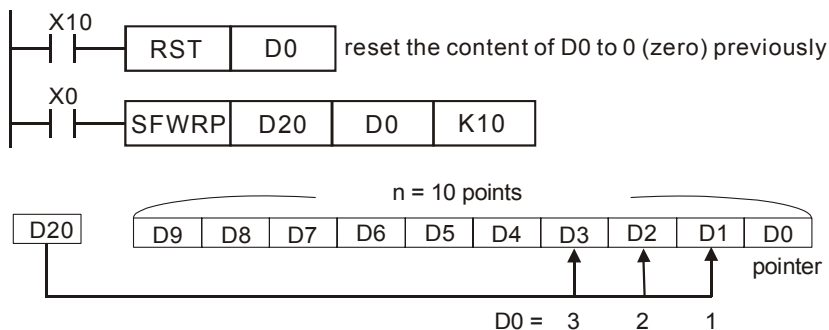 X10
RST D0 reset the content of D0 to 0 (zero) previously
X0
SFWRP D20 D0 K10
n = 10 points
D20 D9 D8 D7 D6 D5 D4 D3 D2 D1 D0
pointer
D0 = 3 2 1